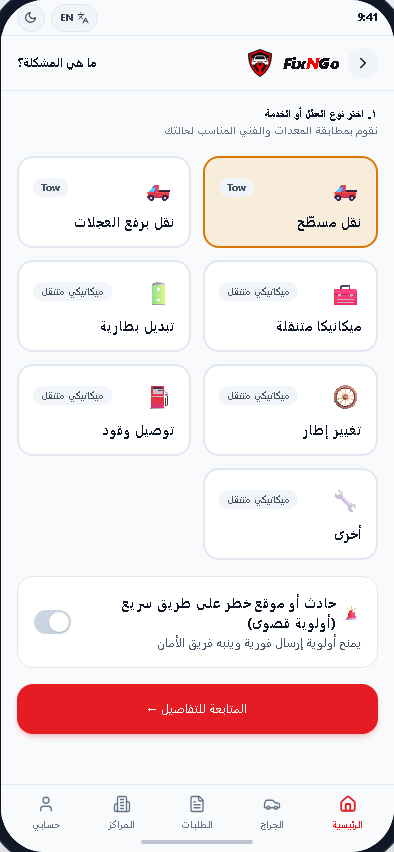 9:41
EN
FixNGo
ما هي المشكلة؟
١. اختر نوع العطل أو الخدمة
نقوم بمطابقة المعدات والفني المناسب لحالتك
Tow
نقل مسطّح
Tow
نقل برفع العجلات
ميكانيكي متنقل
ميكانيكا متنقلة
ميكانيكي متنقل
تبديل بطارية
ميكانيكي متنقل
تغيير إطار
ميكانيكي متنقل
توصيل وقود
ميكانيكي متنقل
أخرى
حادث أو موقع خطر على طريق سريع
(أولوية قصوى)
يمنح أولوية إرسال فورية وينبه فريق الأمان
المتابعة للتفاصيل ←
الرئيسية
الجراج
الطلبات
المراكز
حسابي